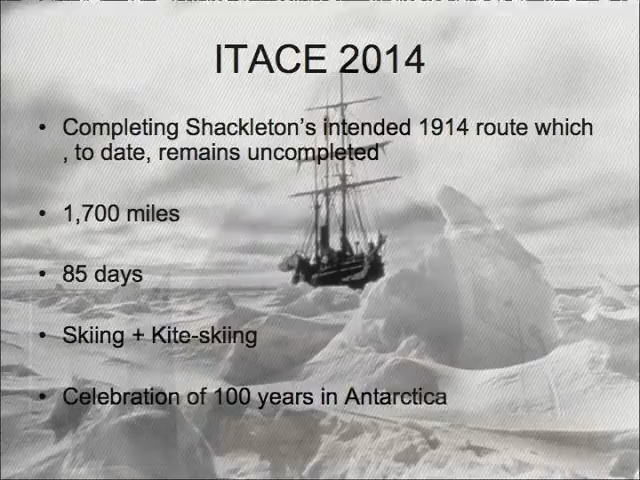 ITACE 2014
• Completing Shackleton's intended 1914 route which
, to date, remains uncompleted
• 1,700 miles
• 85 days
• Skiing + Kite-skiing
• Celebration of 100 years in Antarctica